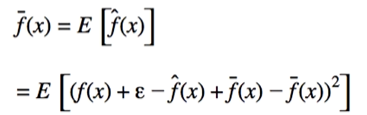 f̄(x) = E [f̂(x)]
= E [(f(x) + ε − f̂(x) + f̄(x) − f̄(x))²]